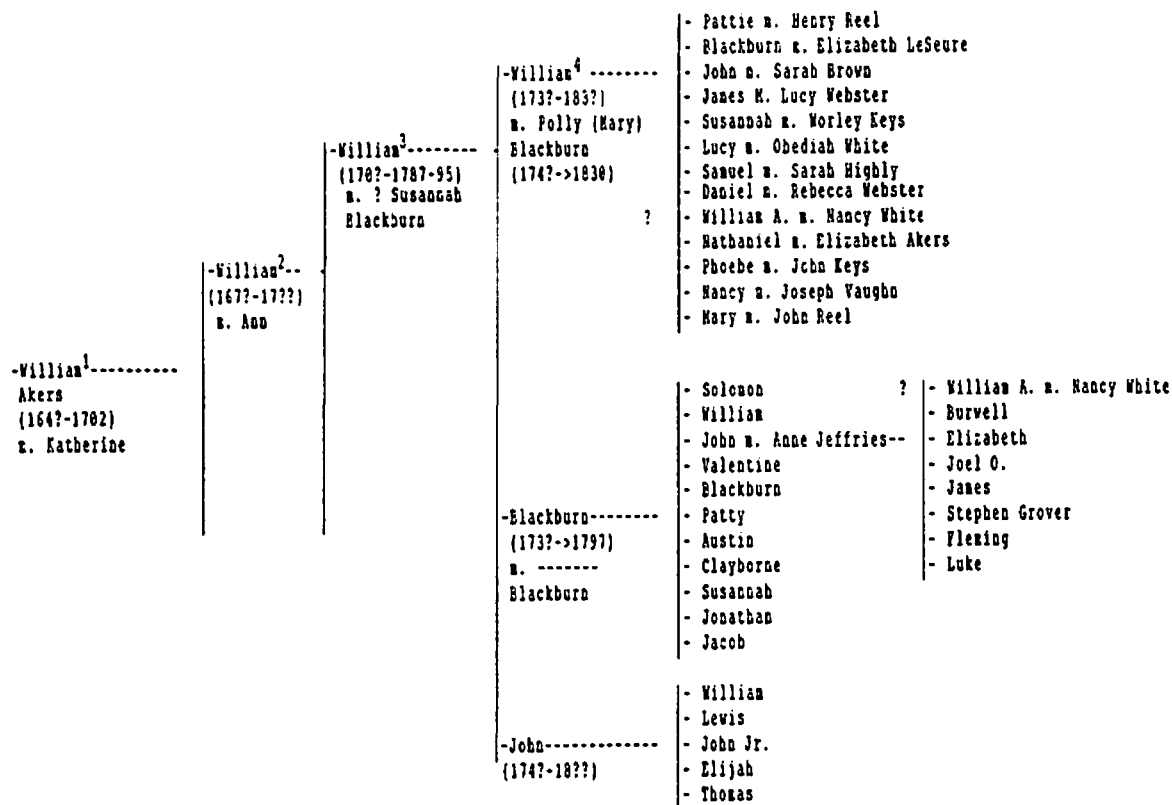 - Pattie m. Henry Reel
- Blackburn m. Elizabeth LeSeure
- John m. Sarah Brown
- James M. Lucy Webster
- Susannah m. Worley Keys
- Lucy m. Obediah White
- Samuel m. Sarah Highly
- Daniel m. Rebecca Webster
? - William A. m. Nancy White
- Nathaniel m. Elizabeth Akers
- Phoebe m. John Keys
- Nancy m. Joseph Vaughn
- Mary m. John Reel
-William⁴ --------
(173?-183?)
m. Polly (Mary)
Blackburn
(174?->1830)
-William³--------
(170?-1787-95)
m. ? Susannah
Blackburn
-William²--
(167?-17??)
m. Ann
-William¹----------
Akers
(164?-1702)
m. Katherine
- Solomon
- William
- John m. Anne Jeffries--
- Valentine
- Blackburn
- Patty
- Austin
- Clayborne
- Susannah
- Jonathan
- Jacob
? - William A. m. Nancy White
- Burwell
- Elizabeth
- Joel O.
- James
- Stephen Grover
- Fleming
- Luke
-Blackburn-------
(173?->1797)
m. -------
Blackburn
- William
- Lewis
- John Jr.
- Elijah
- Thomas
-John------------
(174?-18??)